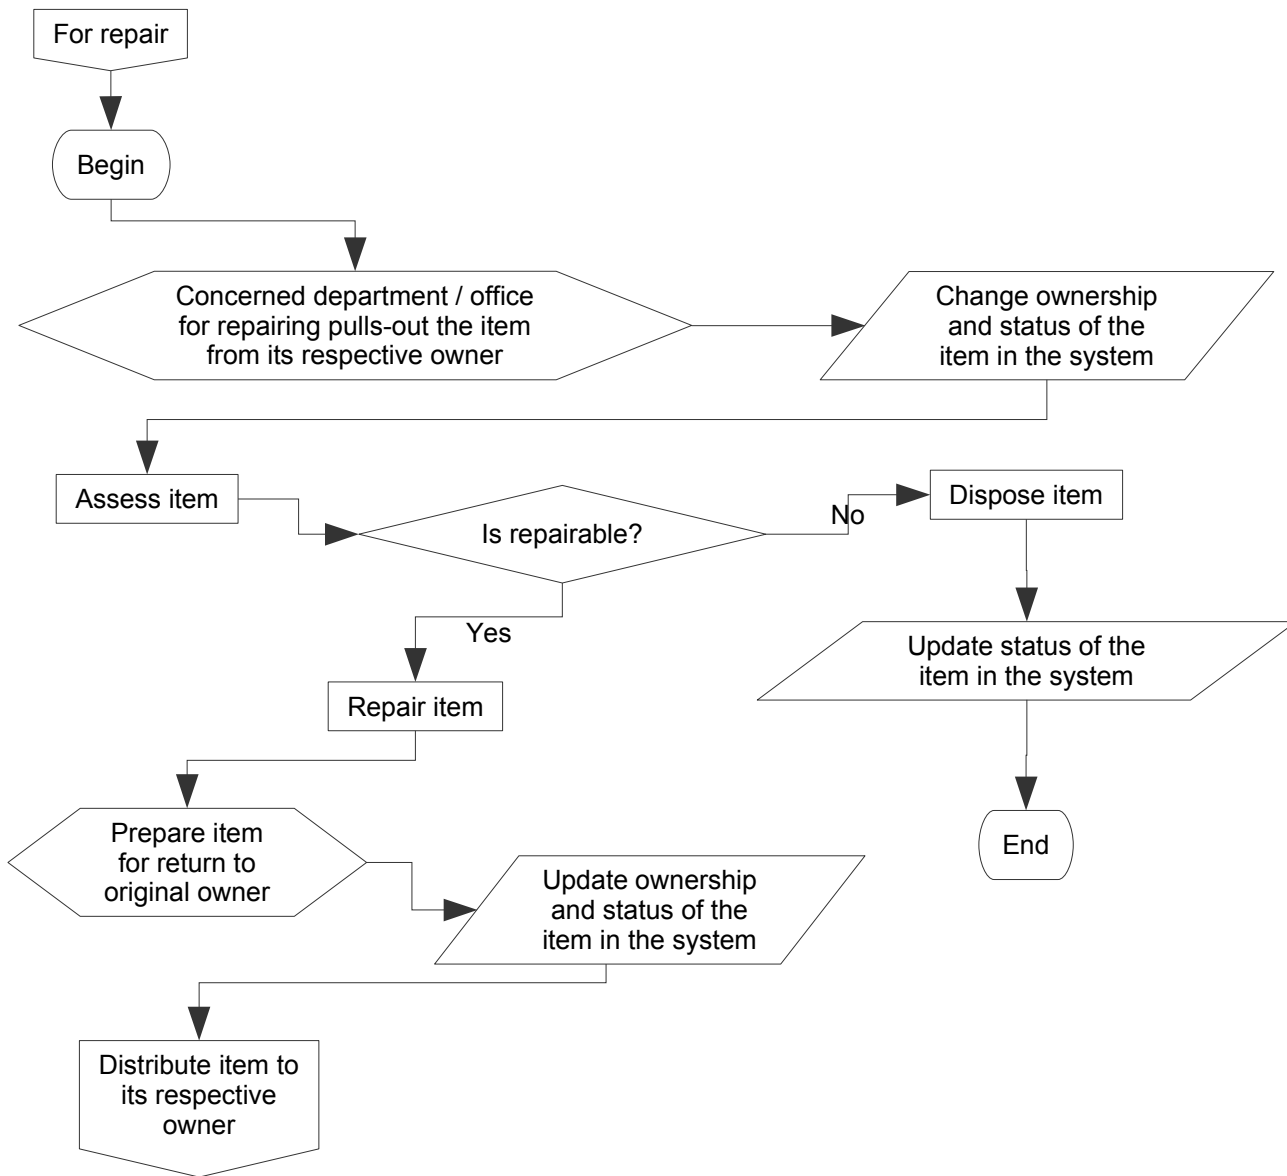 For repair
Begin
Concerned department / office
for repairing pulls-out the item
from its respective owner
Change ownership
and status of the
item in the system
Assess item
Is repairable?
No
Dispose item
Yes
Update status of the
item in the system
Repair item
Prepare item
for return to
original owner
End
Update ownership
and status of the
item in the system
Distribute item to
its respective
owner